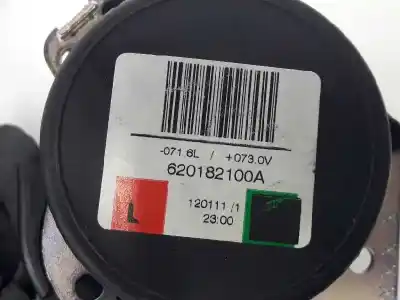 -071.6L / +073.0V
620182100A
L
120111 /1
23:00